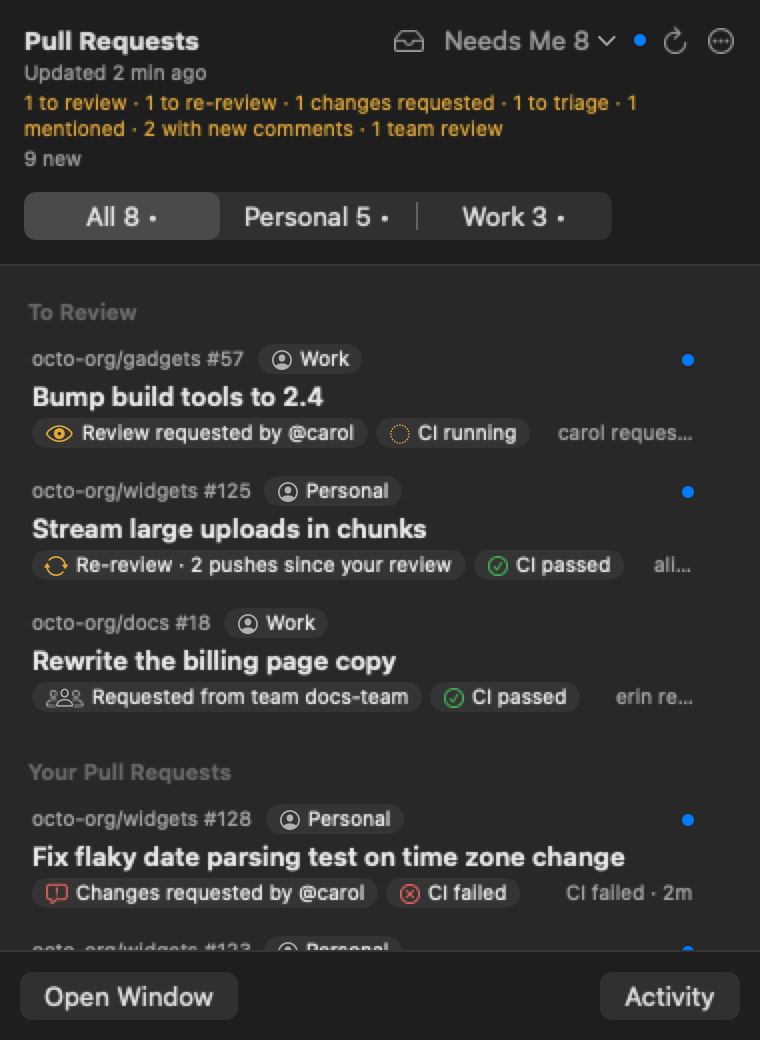 Pull Requests
Needs Me 8
Updated 2 min ago
1 to review · 1 to re-review · 1 changes requested · 1 to triage · 1
mentioned · 2 with new comments · 1 team review
9 new
All 8 •
Personal 5 •
Work 3 •
To Review
octo-org/gadgets #57 Work
Bump build tools to 2.4
Review requested by @carol CI running carol reques…
octo-org/widgets #125 Personal
Stream large uploads in chunks
Re-review · 2 pushes since your review CI passed ali…
octo-org/docs #18 Work
Rewrite the billing page copy
Requested from team docs-team CI passed erin re…
Your Pull Requests
octo-org/widgets #128 Personal
Fix flaky date parsing test on time zone change
Changes requested by @carol CI failed CI failed · 2m
octo-org/widgets #123 Personal
Open Window
Activity